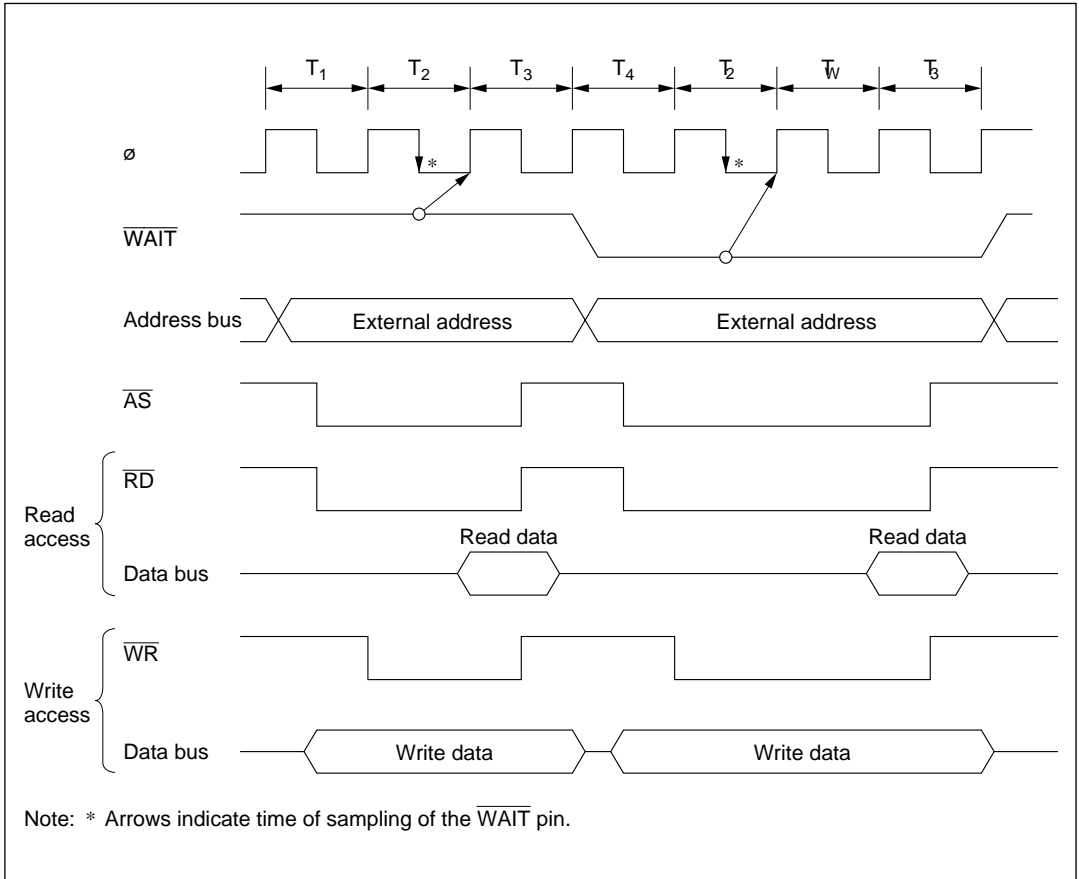 T1 T2 T3 T4 T2 TW T3
ø
*
*
WAIT
Address bus
External address
External address
AS
RD
Read access
Read data
Read data
Data bus
WR
Write access
Data bus
Write data
Write data
Note: * Arrows indicate time of sampling of the WAIT pin.